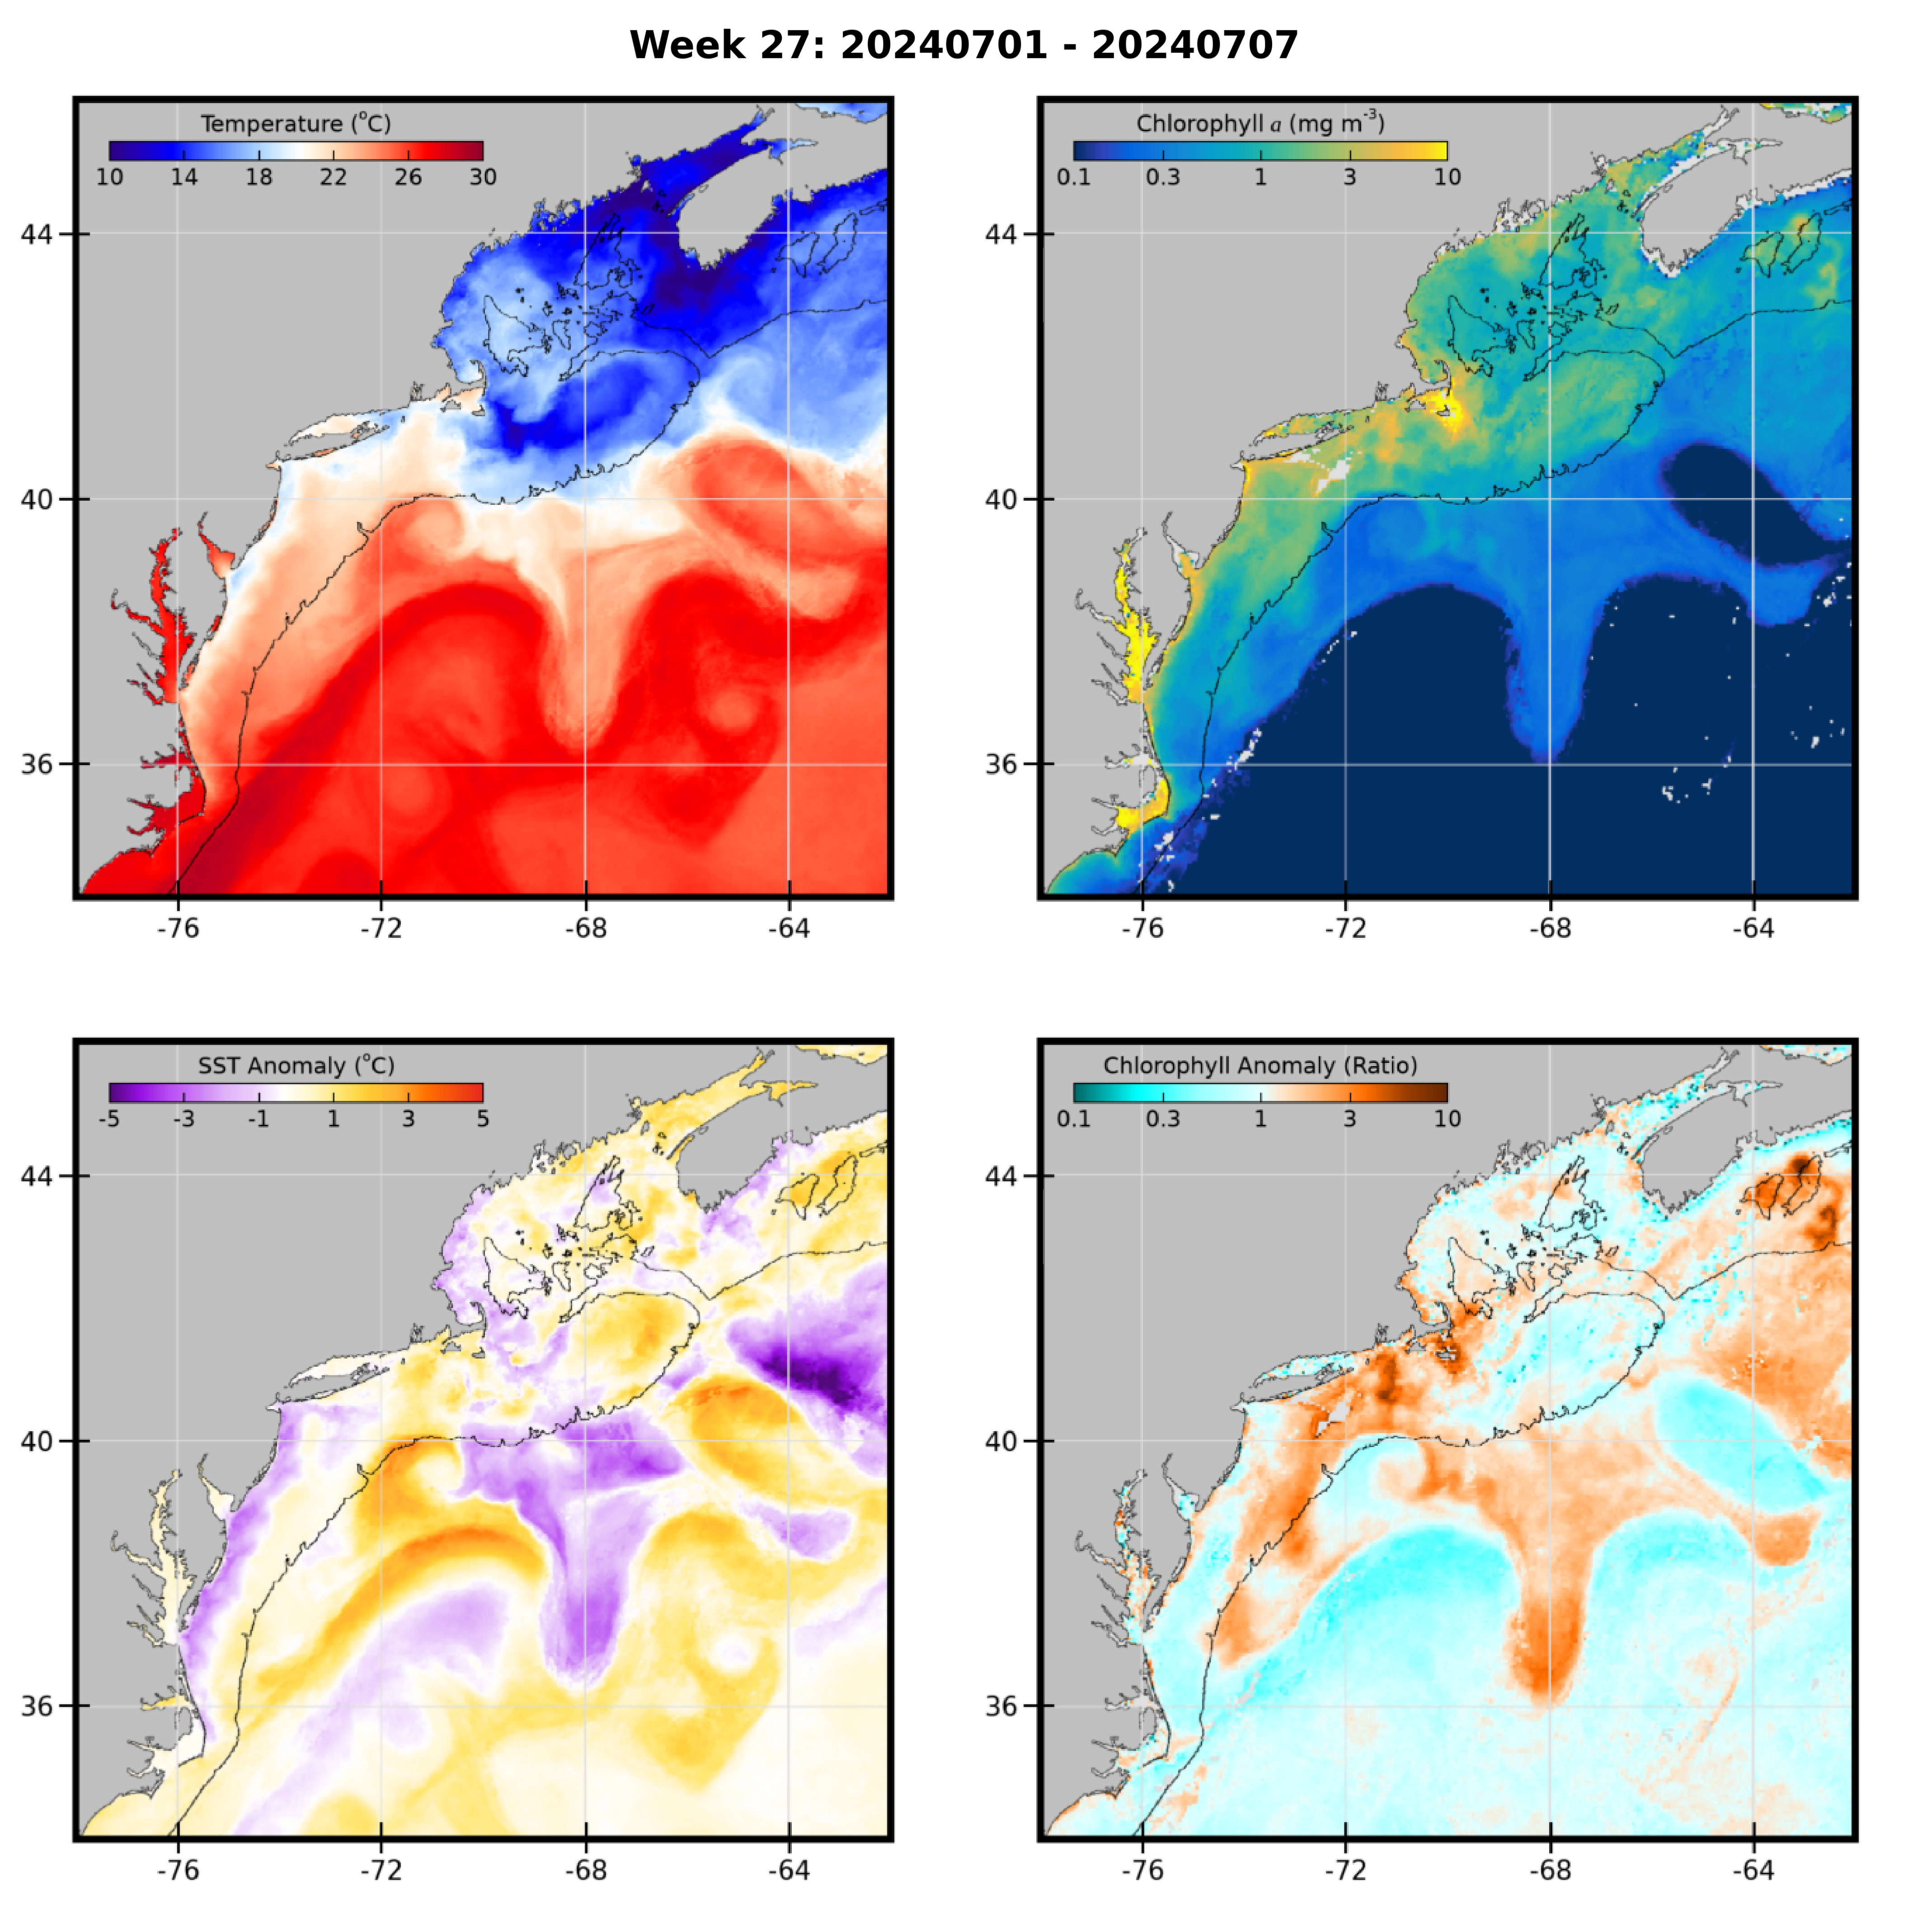 Week 27: 20240701 - 20240707
Temperature (°C)
10 14 18 22 26 30
44
40
36
-76 -72 -68 -64
Chlorophyll a (mg m⁻³)
0.1 0.3 1 3 10
44
40
36
-76 -72 -68 -64
SST Anomaly (°C)
-5 -3 -1 1 3 5
44
40
36
-76 -72 -68 -64
Chlorophyll Anomaly (Ratio)
0.1 0.3 1 3 10
44
40
36
-76 -72 -68 -64